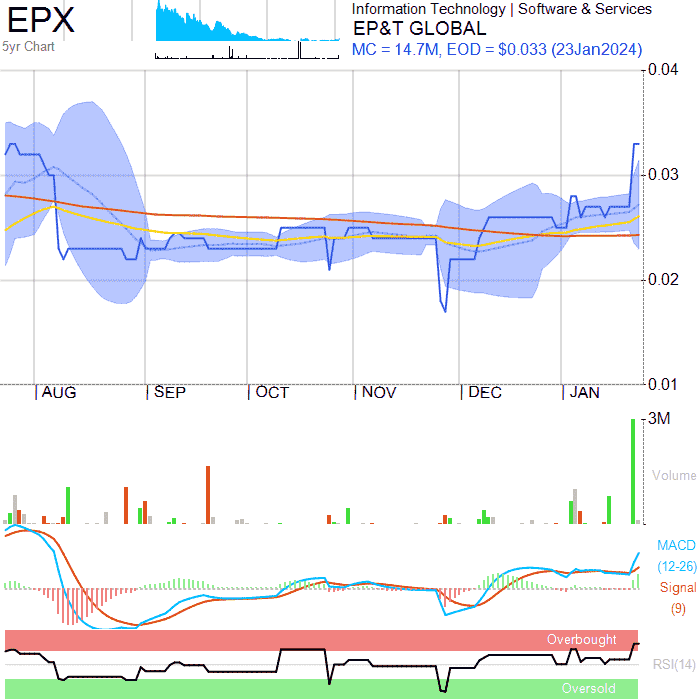 EPX
5yr Chart
Information Technology | Software & Services
EP&T GLOBAL
MC = 14.7M, EOD = $0.033 (23Jan2024)
0.04
0.03
0.02
0.01
AUG
SEP
OCT
NOV
DEC
JAN
3M
Volume
MACD
(12-26)
Signal
(9)
Overbought
RSI(14)
Oversold